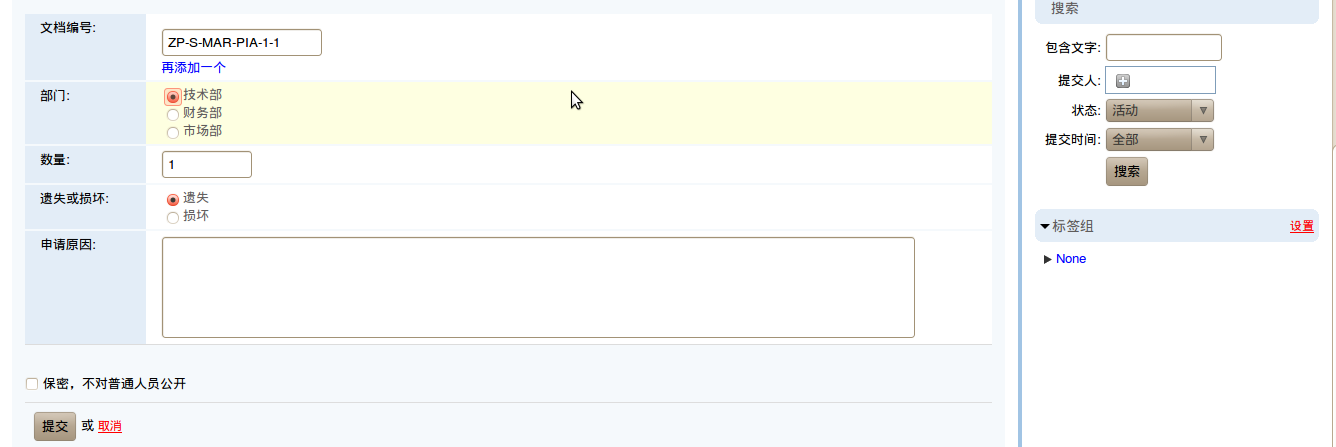 文档编号:
ZP-S-MAR-PIA-1-1
再添加一个
部门:
技术部
财务部
市场部
数量:
1
遗失或损坏:
遗失
损坏
申请原因:
保密，不对普通人员公开
提交 或 取消
搜索
包含文字:
提交人:
状态: 活动
提交时间: 全部
搜索
标签组 设置
None